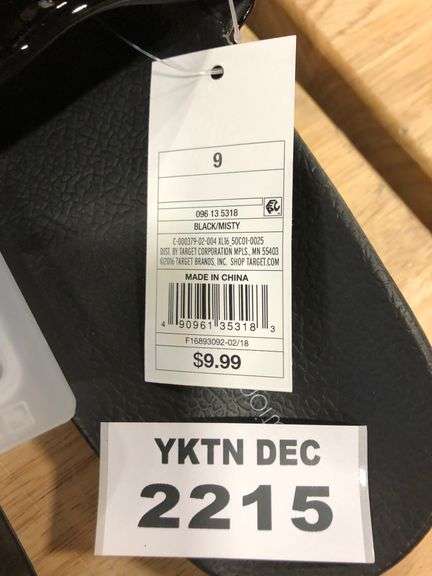 9
096 13 5318
BLACK/MISTY
C-000379-02-004 XL16 50C01-0025
DIST. BY TARGET CORPORATION MPLS., MN 55403
©2016 TARGET BRANDS, INC. SHOP TARGET.COM
MADE IN CHINA
4 90961 35318 3
F16893092-02/18
$9.99
YKTN DEC
2215